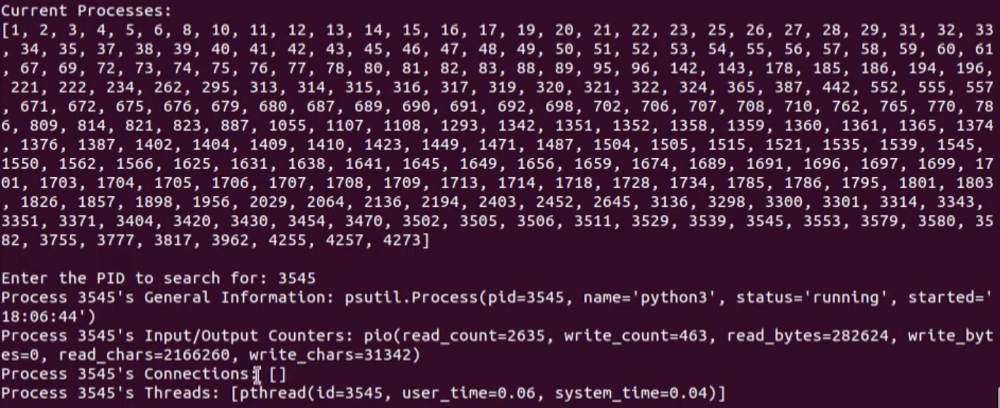 Current Processes:
[1, 2, 3, 4, 5, 6, 8, 10, 11, 12, 13, 14, 15, 16, 17, 19, 20, 21, 22, 23, 25, 26, 27, 28, 29, 31, 32, 33
, 34, 35, 37, 38, 39, 40, 41, 42, 43, 45, 46, 47, 48, 49, 50, 51, 52, 53, 54, 55, 56, 57, 58, 59, 60, 61
, 67, 69, 72, 73, 74, 75, 76, 77, 78, 80, 81, 82, 83, 88, 89, 95, 96, 142, 143, 178, 185, 186, 194, 196,
221, 222, 234, 262, 295, 313, 314, 315, 316, 317, 319, 320, 321, 322, 324, 365, 387, 442, 552, 555, 557
, 671, 672, 675, 676, 679, 680, 687, 689, 690, 691, 692, 698, 702, 706, 707, 708, 710, 762, 765, 770, 78
6, 809, 814, 821, 823, 887, 1055, 1107, 1108, 1293, 1342, 1351, 1352, 1358, 1359, 1360, 1361, 1365, 1374
, 1376, 1387, 1402, 1404, 1409, 1410, 1423, 1449, 1471, 1487, 1504, 1505, 1515, 1521, 1535, 1539, 1545,
1550, 1562, 1566, 1625, 1631, 1638, 1641, 1645, 1649, 1656, 1659, 1674, 1689, 1691, 1696, 1697, 1699, 17
01, 1703, 1704, 1705, 1706, 1707, 1708, 1709, 1713, 1714, 1718, 1728, 1734, 1785, 1786, 1795, 1801, 1803
, 1826, 1857, 1898, 1956, 2029, 2064, 2136, 2194, 2403, 2452, 2645, 3136, 3298, 3300, 3301, 3314, 3343,
3351, 3371, 3404, 3420, 3430, 3454, 3470, 3502, 3505, 3506, 3511, 3529, 3539, 3545, 3553, 3579, 3580, 35
82, 3755, 3777, 3817, 3962, 4255, 4257, 4273]
Enter the PID to search for: 3545
Process 3545's General Information: psutil.Process(pid=3545, name='python3', status='running', started='
18:06:44')
Process 3545's Input/Output Counters: pio(read_count=2635, write_count=463, read_bytes=282624, write_byt
es=0, read_chars=2166260, write_chars=31342)
Process 3545's Connections: []
Process 3545's Threads: [pthread(id=3545, user_time=0.06, system_time=0.04)]